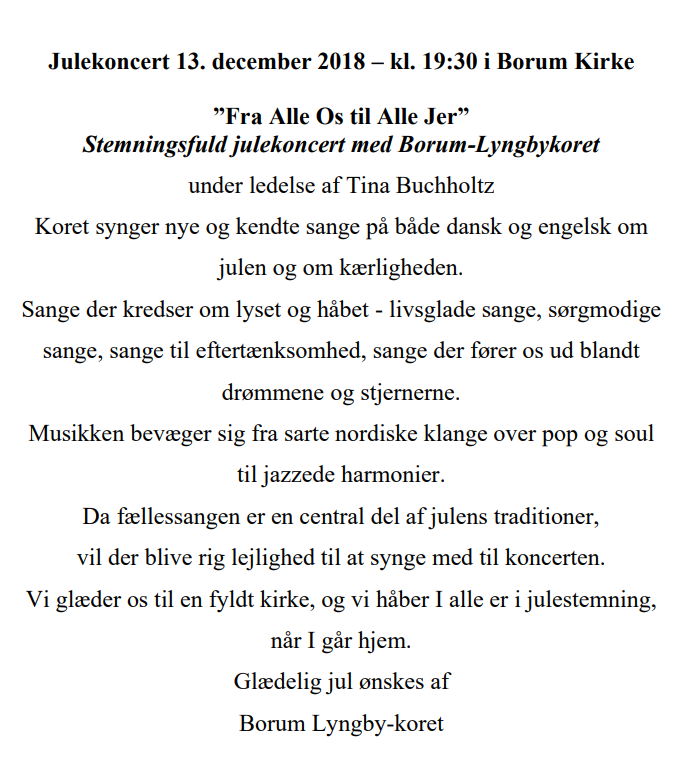 Julekoncert 13. december 2018 – kl. 19:30 i Borum Kirke
”Fra Alle Os til Alle Jer”
Stemningsfuld julekoncert med Borum-Lyngbykoret
under ledelse af Tina Buchholtz
Koret synger nye og kendte sange på både dansk og engelsk om
julen og om kærligheden.
Sange der kredser om lyset og håbet - livsglade sange, sørgmodige
sange, sange til eftertænksomhed, sange der fører os ud blandt
drømmene og stjernerne.
Musikken bevæger sig fra sarte nordiske klange over pop og soul
til jazzede harmonier.
Da fællessangen er en central del af julens traditioner,
vil der blive rig lejlighed til at synge med til koncerten.
Vi glæder os til en fyldt kirke, og vi håber I alle er i julestemning,
når I går hjem.
Glædelig jul ønskes af
Borum Lyngby-koret